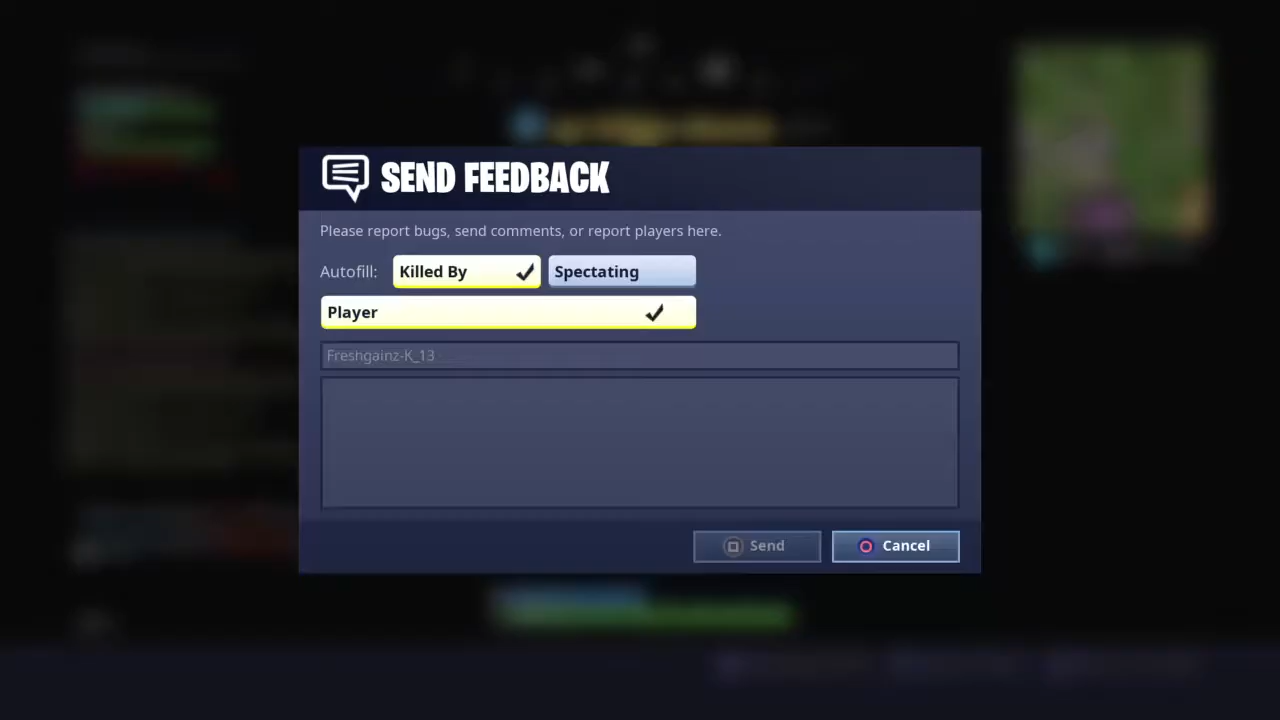 SEND FEEDBACK
Please report bugs, send comments, or report players here.
Autofill: Killed By Spectating
Player
Freshgainz-K_13
Send Cancel